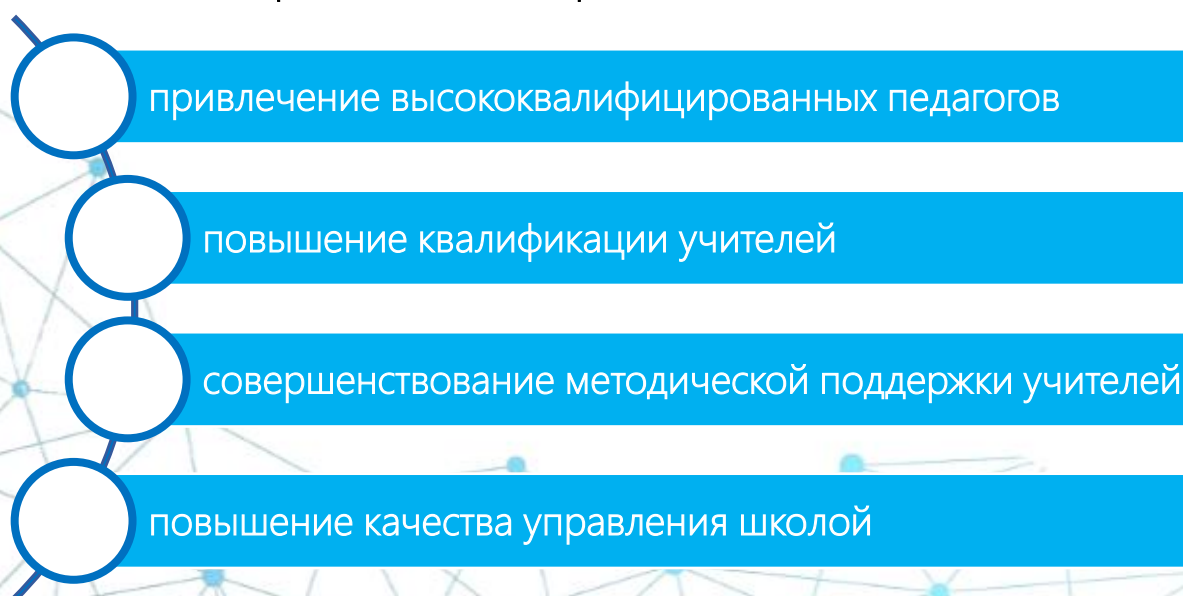 привлечение высококвалифицированных педагогов
повышение квалификации учителей
совершенствование методической поддержки учителей
повышение качества управления школой